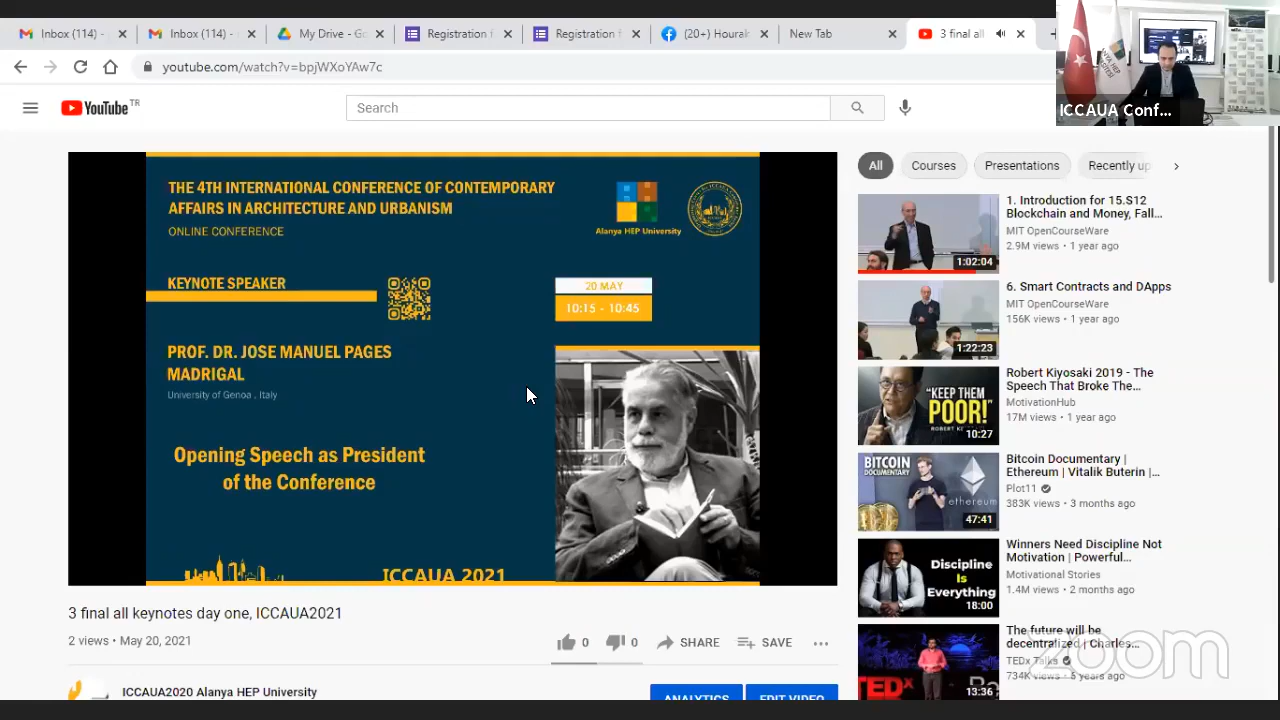 Inbox (114) -
Inbox (114) -
My Drive - Go
Registration f
Registration f
(20+) Hourak
New Tab
3 final all
youtube.com/watch?v=bpjWXoYAw7c
ICCAUA Conf...
YouTube TR
Search
THE 4TH INTERNATIONAL CONFERENCE OF CONTEMPORARY
AFFAIRS IN ARCHITECTURE AND URBANISM
ONLINE CONFERENCE
Alanya HEP University
KEYNOTE SPEAKER
20 MAY
10:15 - 10:45
PROF. DR. JOSE MANUEL PAGES
MADRIGAL
University of Genoa , Italy
Opening Speech as President
of the Conference
ICCAUA 2021
3 final all keynotes day one, ICCAUA2021
2 views • May 20, 2021
0
0
SHARE
SAVE
ICCAUA2020 Alanya HEP University
ANALYTICS
EDIT VIDEO
All
Courses
Presentations
Recently up
1:02:04
1. Introduction for 15.S12
Blockchain and Money, Fall...
MIT OpenCourseWare
2.9M views • 1 year ago
1:22:23
6. Smart Contracts and DApps
MIT OpenCourseWare
156K views • 1 year ago
"KEEP THEM
POOR!"
ROBERT KI
10:27
Robert Kiyosaki 2019 - The
Speech That Broke The...
MotivationHub
17M views • 1 year ago
BITCOIN
DOCUMENTARY
ethereum
47:41
Bitcoin Documentary |
Ethereum | Vitalik Buterin |...
Plot11
383K views • 3 months ago
Discipline
Is
Everything
18:00
Winners Need Discipline Not
Motivation | Powerful...
Motivational Stories
1.4M views • 2 months ago
TEDx
13:36
The future will be
decentralized | Charles...
TEDx Talks
734K views • 5 years ago
zoom